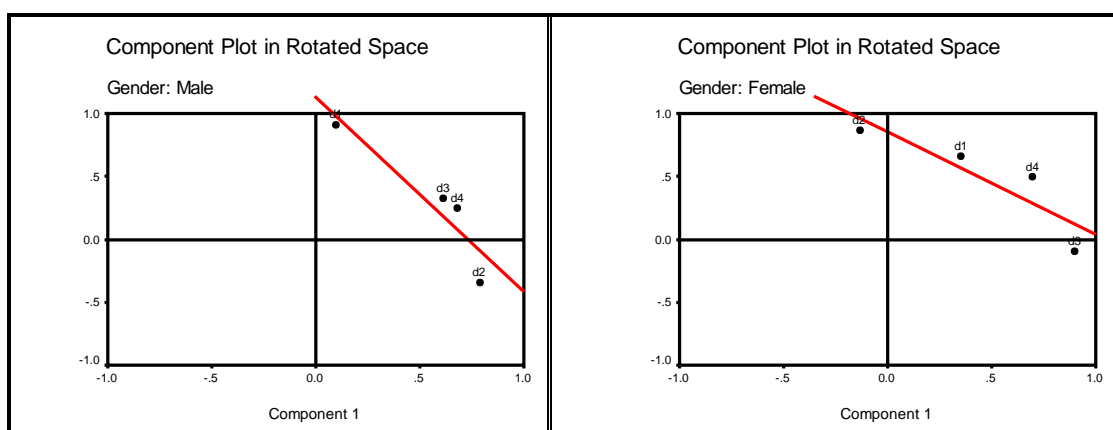 Component Plot in Rotated Space
Gender: Male
1.0
d1
.5
d3
d4
0.0
d2
-.5
-1.0
-1.0
-.5
0.0
.5
1.0
Component 1
Component Plot in Rotated Space
Gender: Female
1.0
d2
d1
.5
d4
0.0
d3
-.5
-1.0
-1.0
-.5
0.0
.5
1.0
Component 1